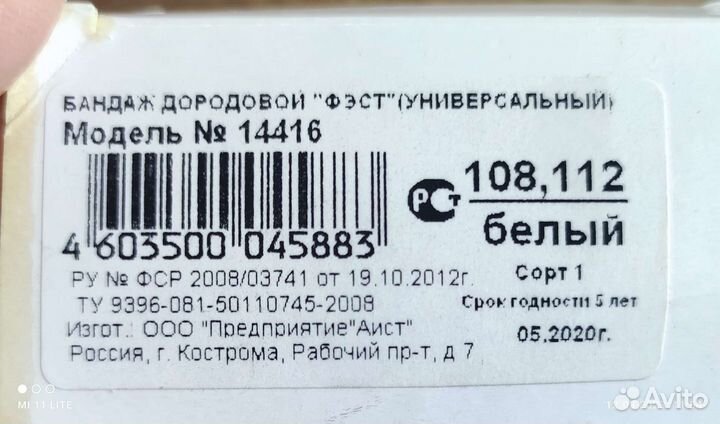 БАНДАЖ ДОРОДОВОЙ "ФЭСТ"(УНИВЕРСАЛЬНЫЙ)
Модель № 14416
4 603500 045883
РСТ
108,112
белый
РУ № ФСР 2008/03741 от 19.10.2012г.
Сорт 1
ТУ 9396-081-50110745-2008
Срок годности 5 лет
Изгот.: ООО "Предприятие"Аист"
05.2020г.
Россия, г. Кострома, Рабочий пр-т, д 7
MI 11 LITE
Avito